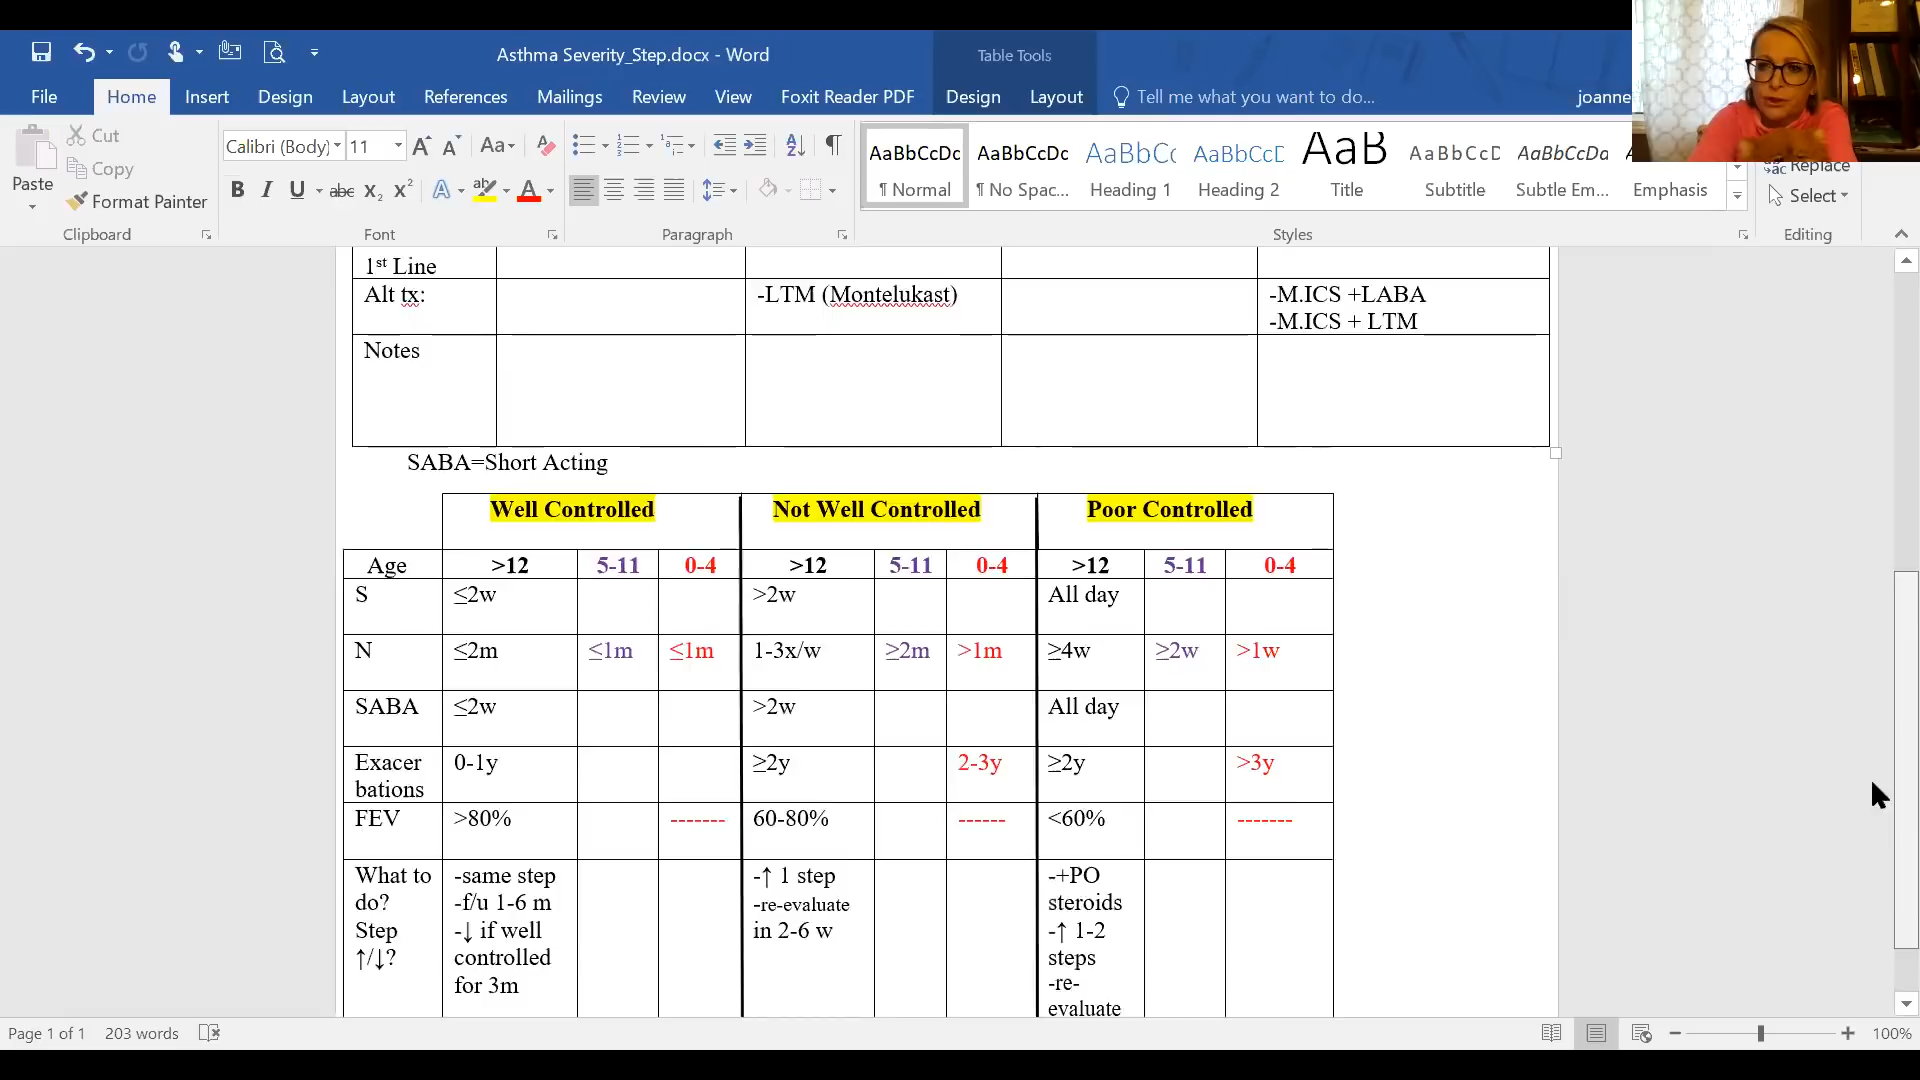 Asthma Severity_Step.docx - Word
Table Tools
File Home Insert Design Layout References Mailings Review View Foxit Reader PDF Design Layout Tell me what you want to do... joanne
Paste
Cut
Copy
Format Painter
Clipboard
Calibri (Body) 11
Font
Paragraph
AaBbCcDc AaBbCcDc AaBbCc AaBbCcC AaB AaBbCcD AaBbCcDa
¶ Normal ¶ No Spac... Heading 1 Heading 2 Title Subtitle Subtle Em... Emphasis
Styles
Replace
Select
Editing
1st Line
Alt tx: -LTM (Montelukast) -M.ICS +LABA
-M.ICS + LTM
Notes
SABA=Short Acting
Well Controlled Not Well Controlled Poor Controlled
Age >12 5-11 0-4 >12 5-11 0-4 >12 5-11 0-4
S ≤2w >2w All day
N ≤2m ≤1m ≤1m 1-3x/w ≥2m >1m ≥4w ≥2w >1w
SABA ≤2w >2w All day
Exacer 0-1y ≥2y 2-3y ≥2y >3y
bations
FEV >80% ------- 60-80% ------ <60% -------
What to -same step -↑ 1 step -+PO
do? -f/u 1-6 m -re-evaluate steroids
Step -↓ if well in 2-6 w -↑ 1-2
↑/↓? controlled steps
for 3m -re-
evaluate
Page 1 of 1 203 words 100%